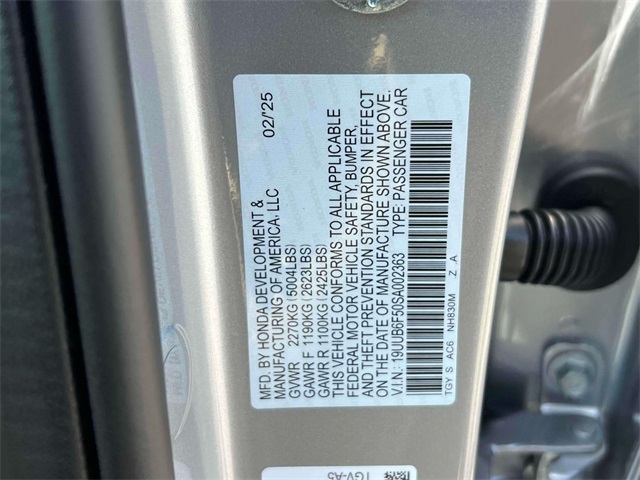 MFD. BY HONDA DEVELOPMENT & 02/'25
MANUFACTURING OF AMERICA, LLC
GVWR 2270KG (5004LBS)
GAWR F 1190KG (2623LBS)
GAWR R 1100KG (2425LBS)
THIS VEHICLE CONFORMS TO ALL APPLICABLE
FEDERAL MOTOR VEHICLE SAFETY, BUMPER,
AND THEFT PREVENTION STANDARDS IN EFFECT
ON THE DATE OF MANUFACTURE SHOWN ABOVE.
V.I.N.: 19UUB6F50SA002363 TYPE: PASSENGER CAR
TGY S AC6 NH830M Z A
TGV-A5